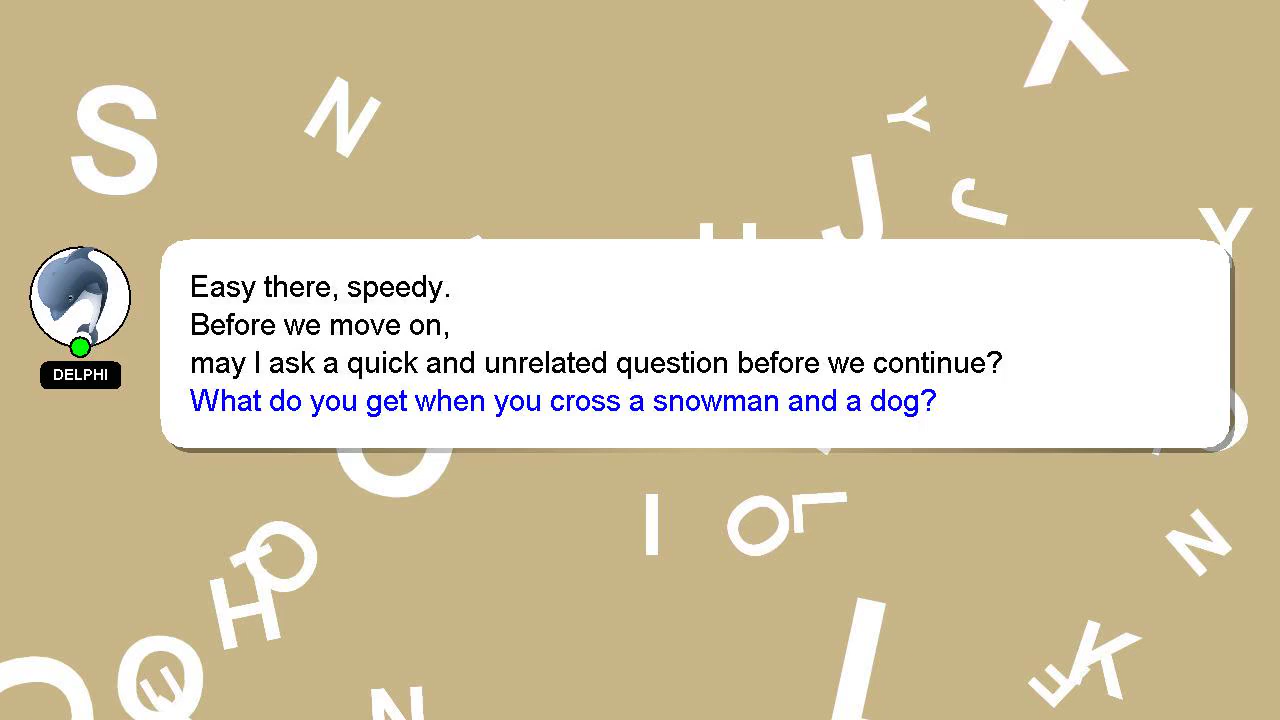 S
N
X
Y
J
J
Y
DELPHI
Easy there, speedy.
Before we move on,
may I ask a quick and unrelated question before we continue?
What do you get when you cross a snowman and a dog?
I
O
L
N
O
T
H
K
E
O
N